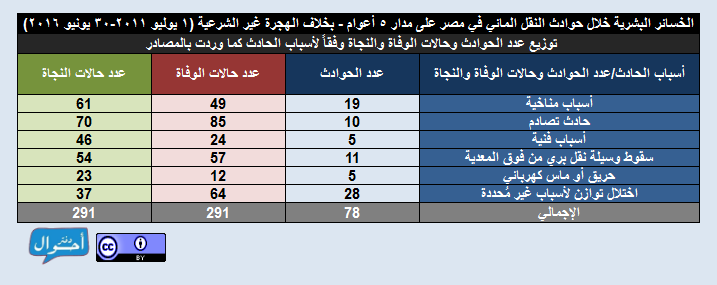 الخسائر البشرية خلال حوادث النقل المائي في مصر على مدار ٥ أعوام - بخلاف الهجرة غير الشرعية (١ يوليو ٢٠١١-٣٠ يونيو ٢٠١٦)
توزيع عدد الحوادث وحالات الوفاة والنجاة وفقاً لأسباب الحادث كما وردت بالمصادر
أسباب الحادث/عدد الحوادث وحالات الوفاة والنجاة عدد الحوادث عدد حالات الوفاة عدد حالات النجاة
أسباب مناخية 19 49 61
حادث تصادم 10 85 70
أسباب فنية 5 24 46
سقوط وسيلة نقل بري من فوق المعدية 11 57 54
حريق أو ماس كهربائي 5 12 23
اختلال توازن لأسباب غير مُحددة 28 64 37
الإجمالي 78 291 291
دفتر أحوال
cc BY